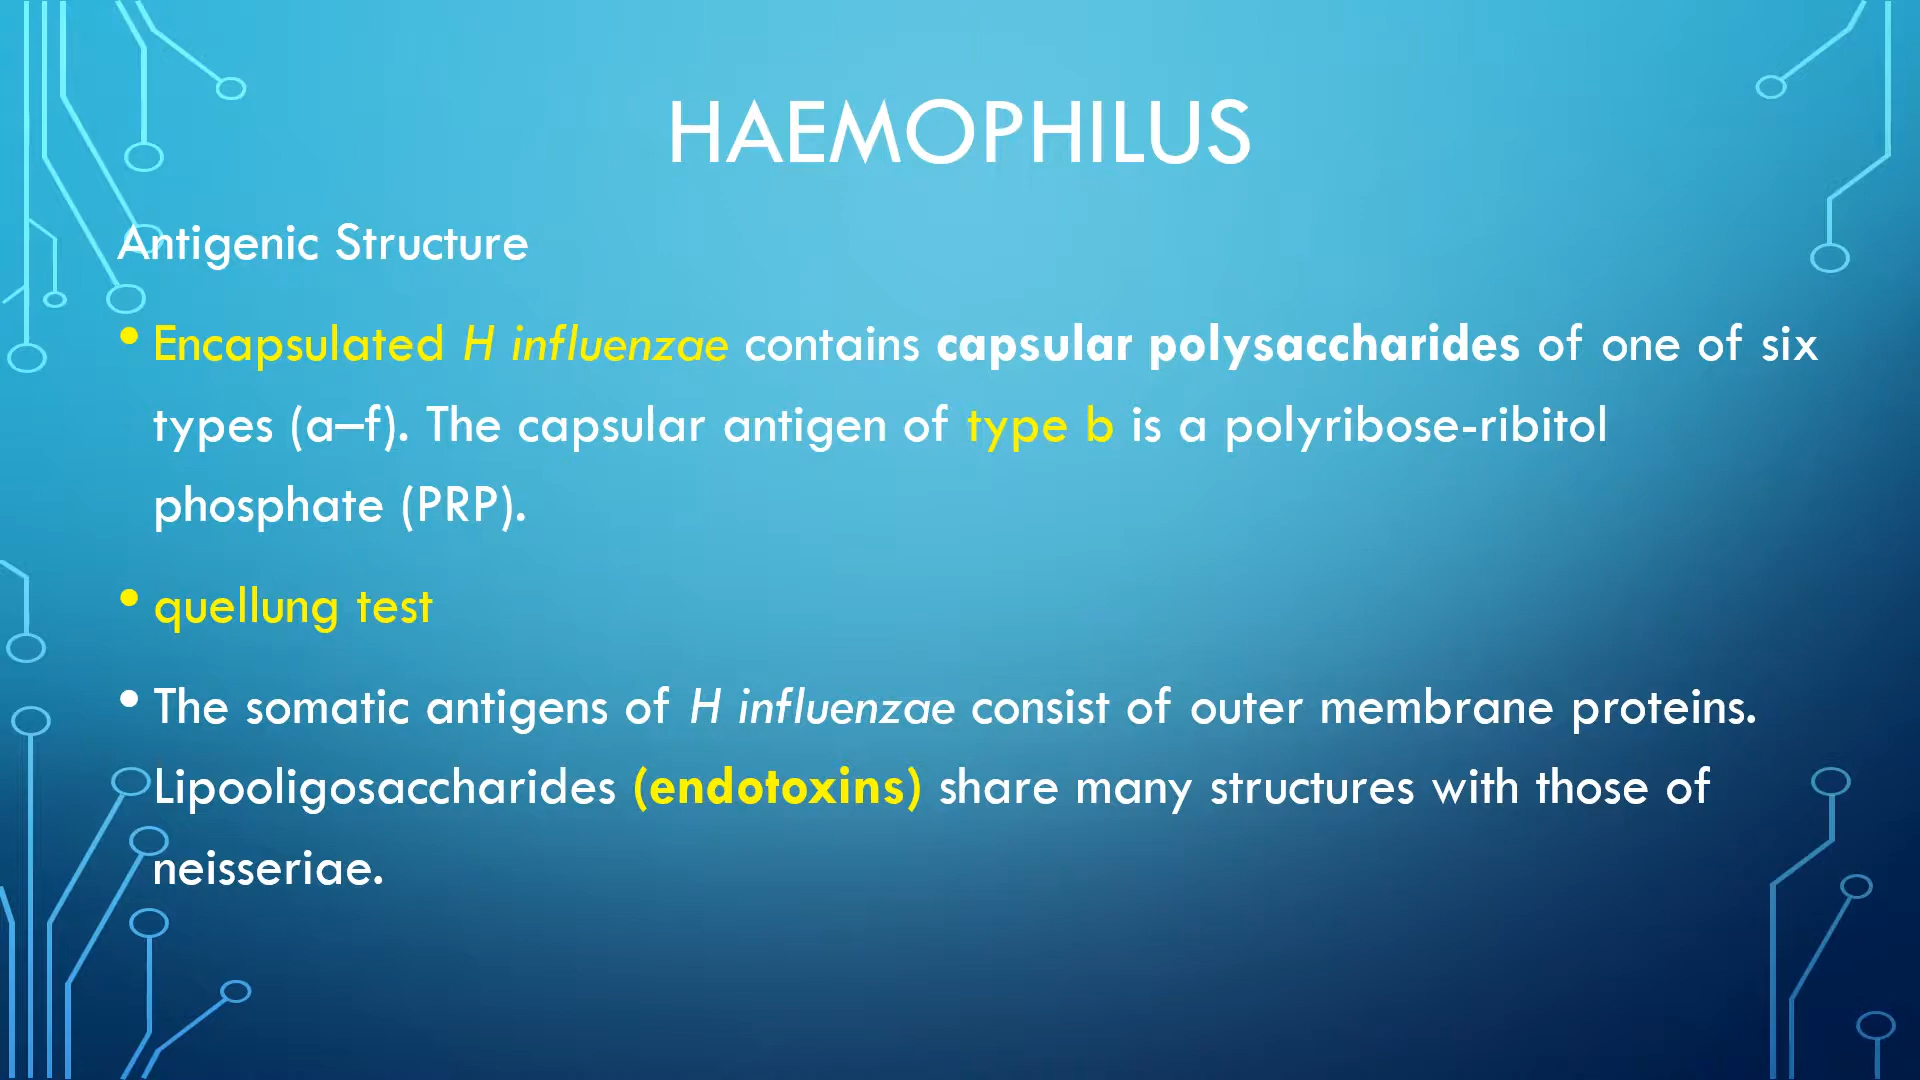 HAEMOPHILUS
Antigenic Structure
• Encapsulated H influenzae contains capsular polysaccharides of one of six
types (a–f). The capsular antigen of type b is a polyribose-ribitol
phosphate (PRP).
• quellung test
• The somatic antigens of H influenzae consist of outer membrane proteins.
Lipooligosaccharides (endotoxins) share many structures with those of
neisseriae.